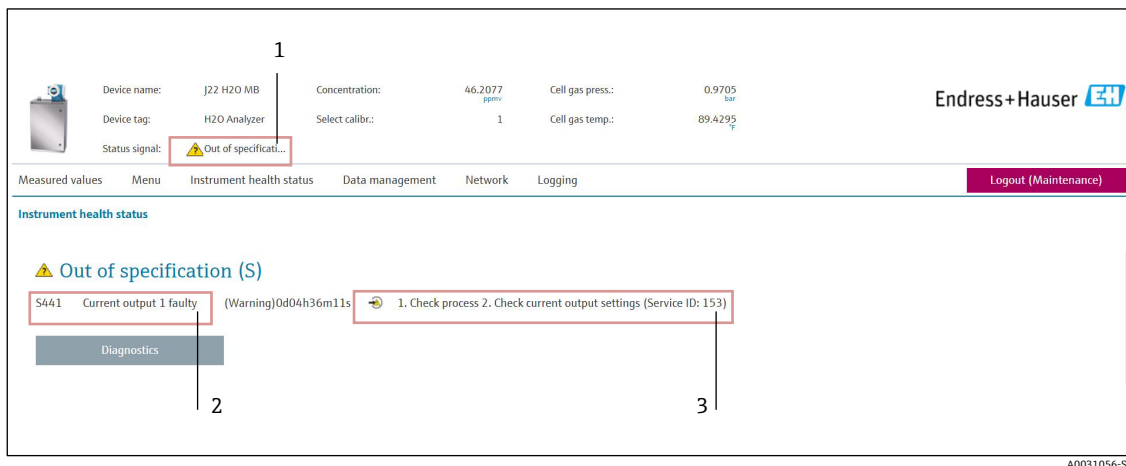 1
Device name: J22 H2O MB Concentration: 46.2077 ppmv Cell gas press.: 0.9705 bar
Endress+Hauser EH
Device tag: H2O Analyzer Select calibr.: 1 Cell gas temp.: 89.4295 °F
Status signal: Out of specificati...
Measured values Menu Instrument health status Data management Network Logging Logout (Maintenance)
Instrument health status
Out of specification (S)
S441 Current output 1 faulty (Warning)0d04h36m11s 1. Check process 2. Check current output settings (Service ID: 153)
Diagnostics
2 3